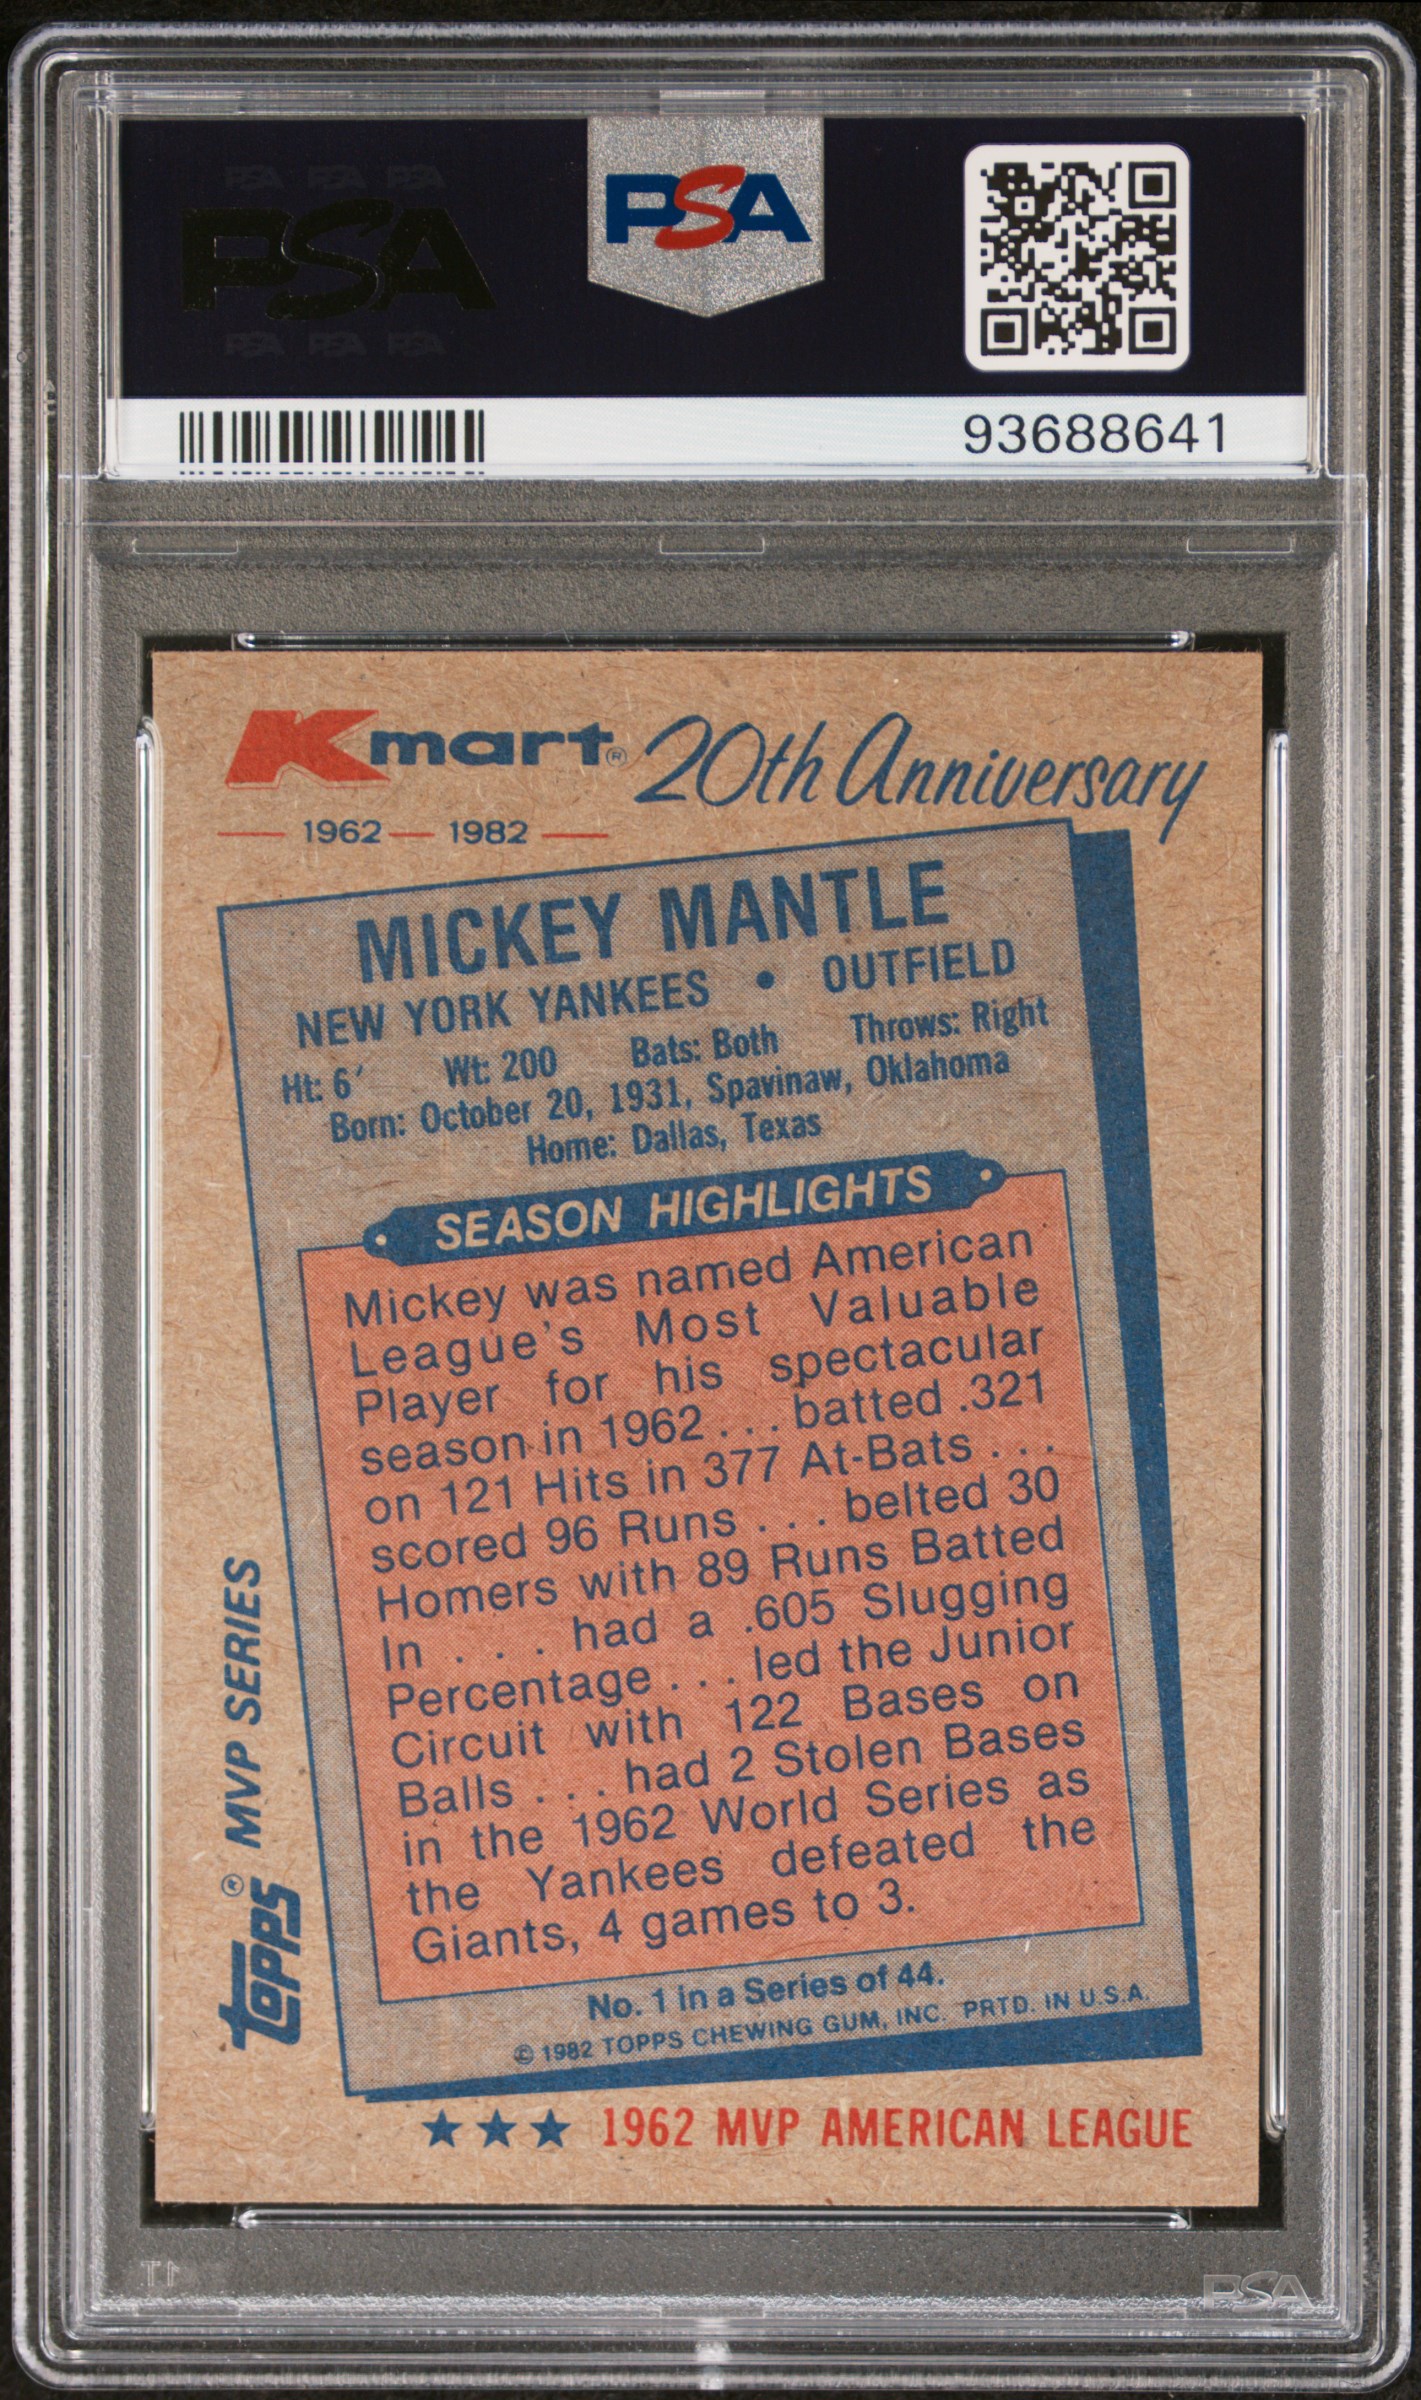 PSA PSA PSA
PSA
PSA PSA PSA
PSA
93688641
Kmart® 20th Anniversary
1962 — 1982
MICKEY MANTLE
NEW YORK YANKEES • OUTFIELD
Ht: 6′ Wt: 200 Bats: Both Throws: Right
Born: October 20, 1931, Spavinaw, Oklahoma
Home: Dallas, Texas
SEASON HIGHLIGHTS
Mickey was named American
League's Most Valuable
Player for his spectacular
season in 1962 . . . batted .321
on 121 Hits in 377 At-Bats . . .
scored 96 Runs . . . belted 30
Homers with 89 Runs Batted
In . . . had a .605 Slugging
Percentage . . . led the Junior
Circuit with 122 Bases on
Balls . . . had 2 Stolen Bases
in the 1962 World Series as
the Yankees defeated the
Giants, 4 games to 3.
No. 1 in a Series of 44.
© 1982 TOPPS CHEWING GUM, INC. PRTD. IN U.S.A.
TOPPS® MVP SERIES
★★★ 1962 MVP AMERICAN LEAGUE
PSA